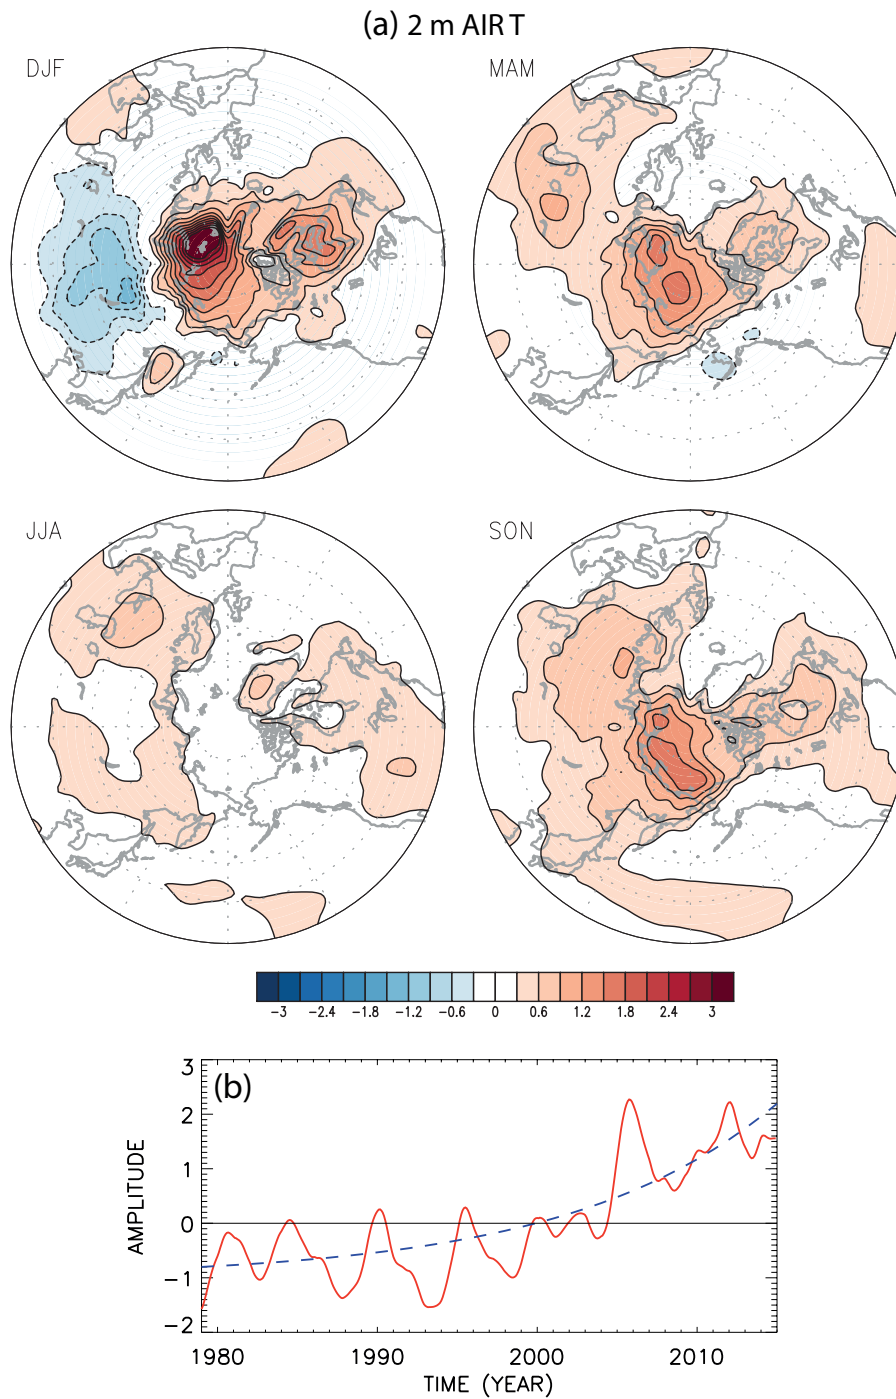 (a) 2 m AIR T
DJF
MAM
JJA
SON
−3 −2.4 −1.8 −1.2 −0.6 0 0.6 1.2 1.8 2.4 3
(b)
3
2
1
0
−1
−2
AMPLITUDE
1980 1990 2000 2010
TIME (YEAR)